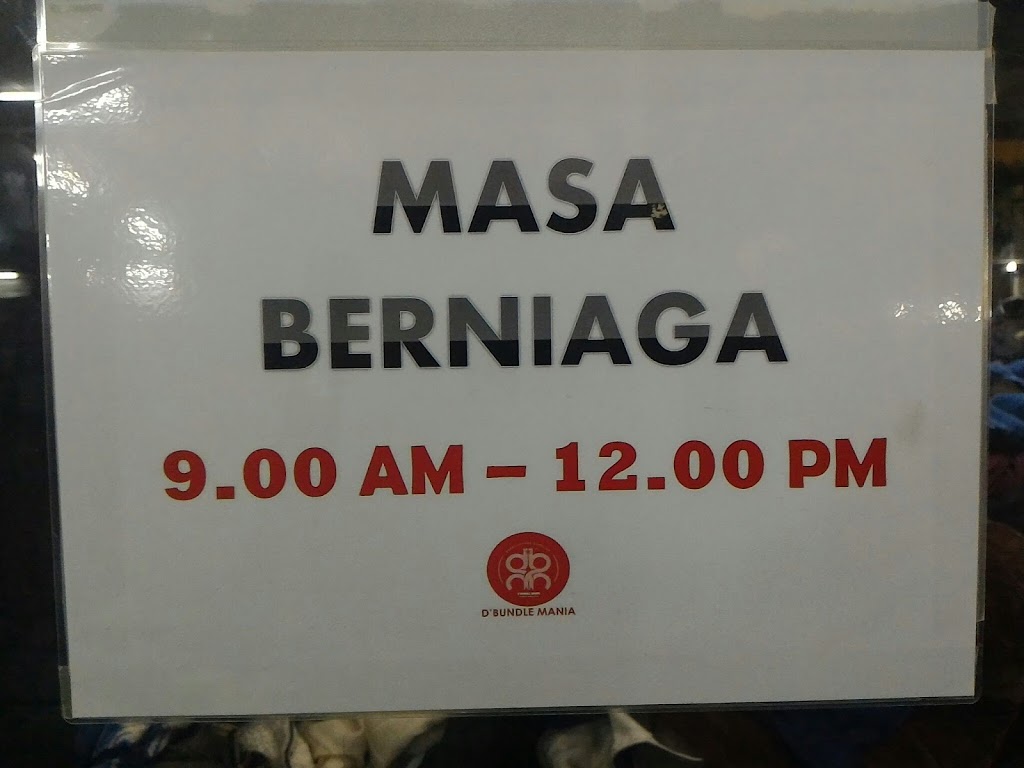 MASA
BERNIAGA
9.00 AM – 12.00 PM
D'BUNDLE MANIA